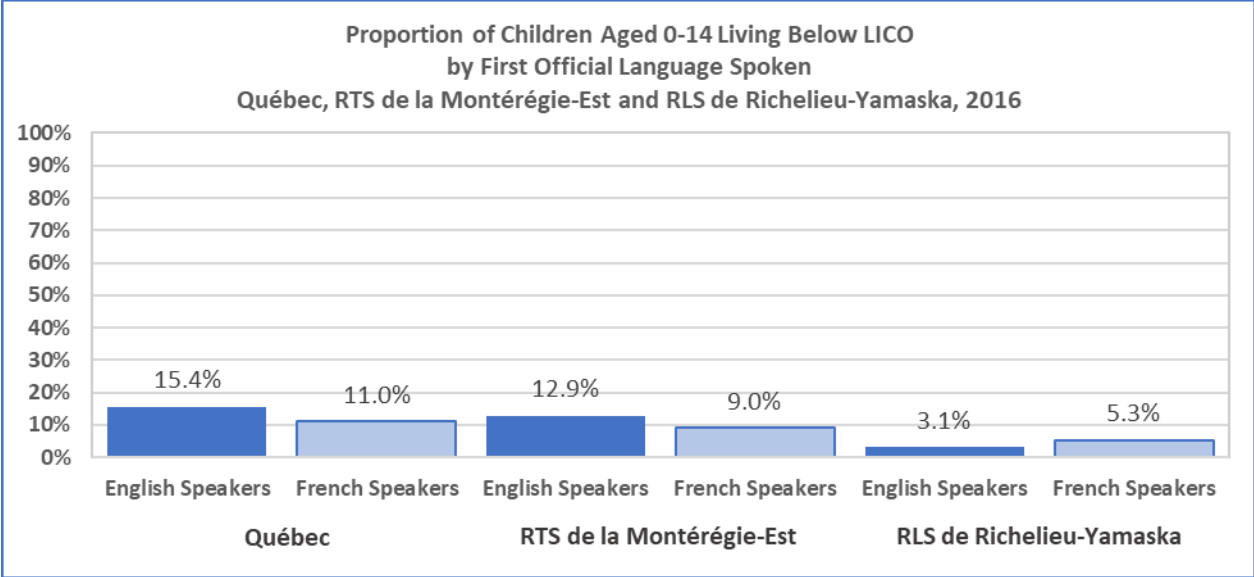 Proportion of Children Aged 0-14 Living Below LICO
by First Official Language Spoken
Québec, RTS de la Montérégie-Est and RLS de Richelieu-Yamaska, 2016
100%
90%
80%
70%
60%
50%
40%
30%
20%
10%
0%
15.4%
11.0%
12.9%
9.0%
3.1%
5.3%
English Speakers
French Speakers
English Speakers
French Speakers
English Speakers
French Speakers
Québec
RTS de la Montérégie-Est
RLS de Richelieu-Yamaska